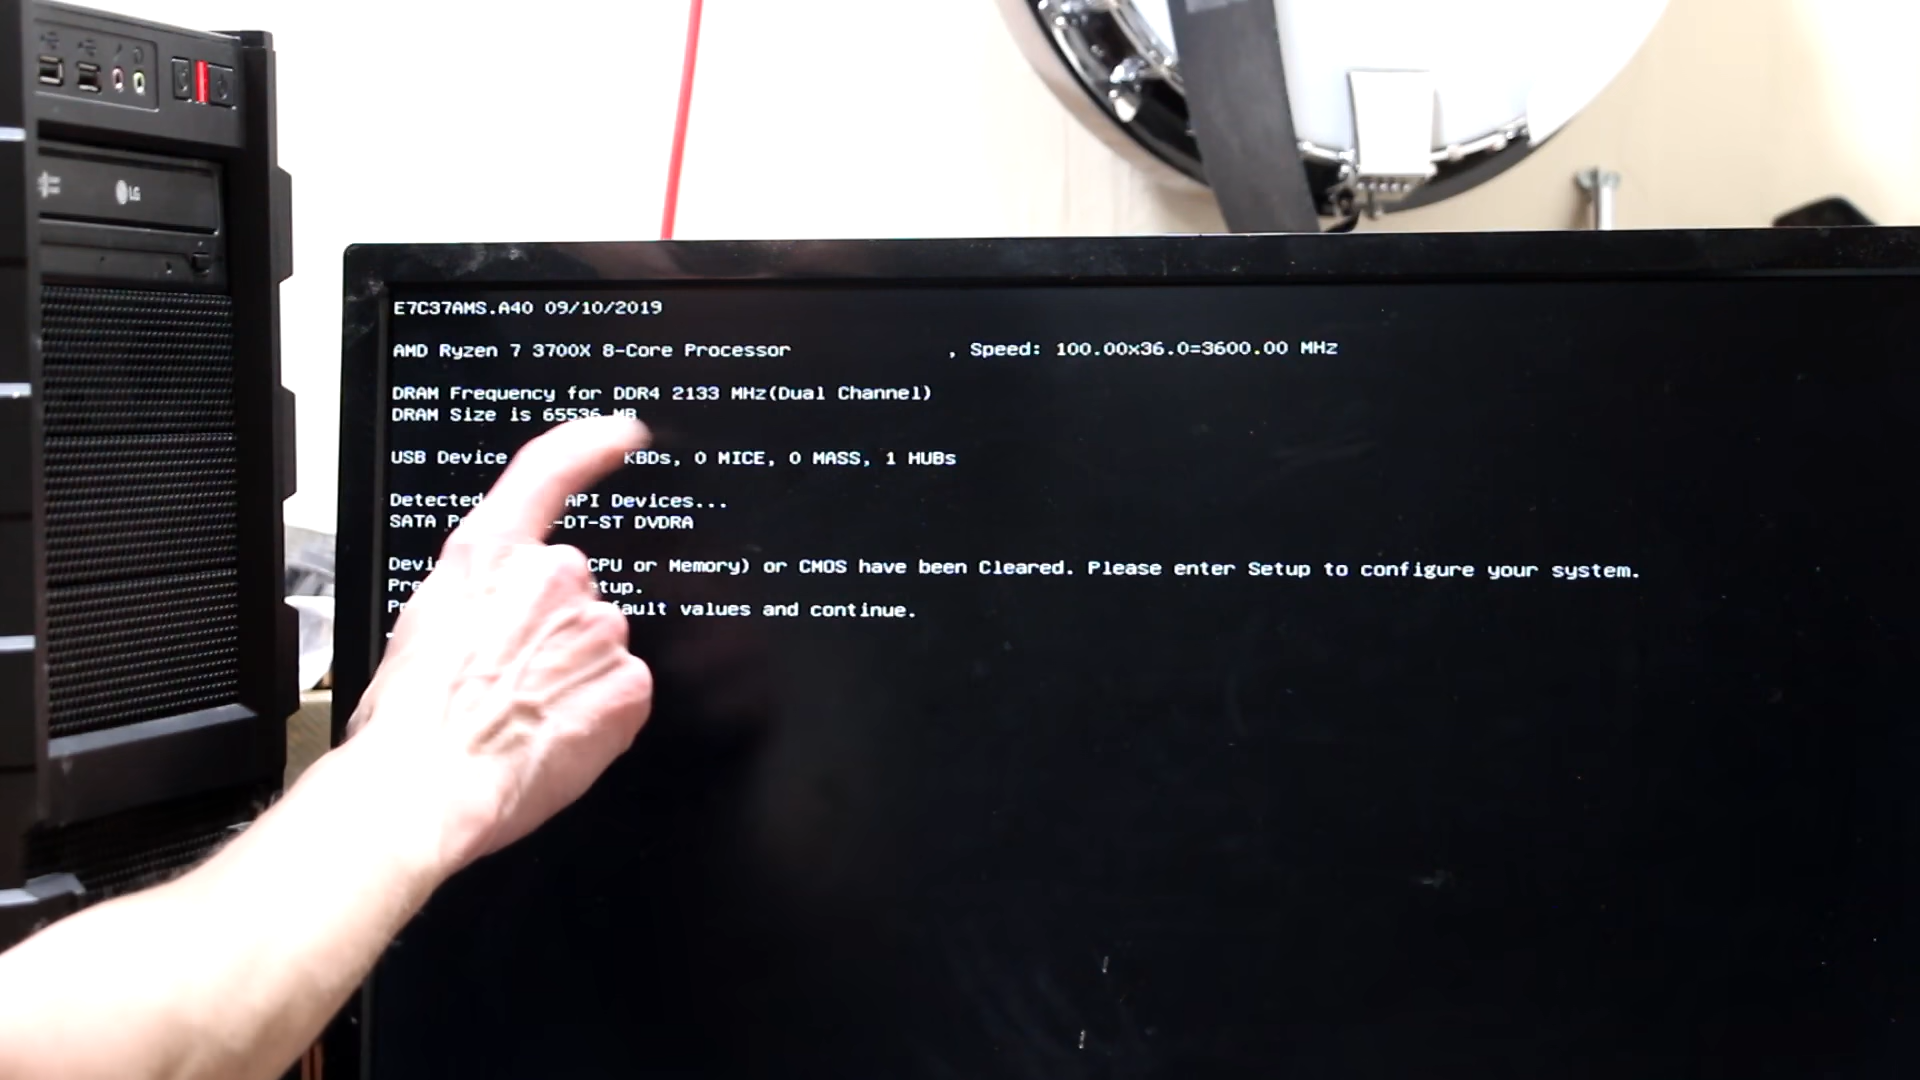 LG
E7C37AMS.A40 09/10/2019
AMD Ryzen 7 3700X 8-Core Processor , Speed: 100.00x36.0=3600.00 MHz
DRAM Frequency for DDR4 2133 MHz(Dual Channel)
DRAM Size is 65536 MB
USB Device KBDs, 0 MICE, 0 MASS, 1 HUBs
Detected API Devices...
SATA -DT-ST DVDRA
CPU or Memory) or CMOS have been Cleared. Please enter Setup to configure your system.
etup.
fault values and continue.